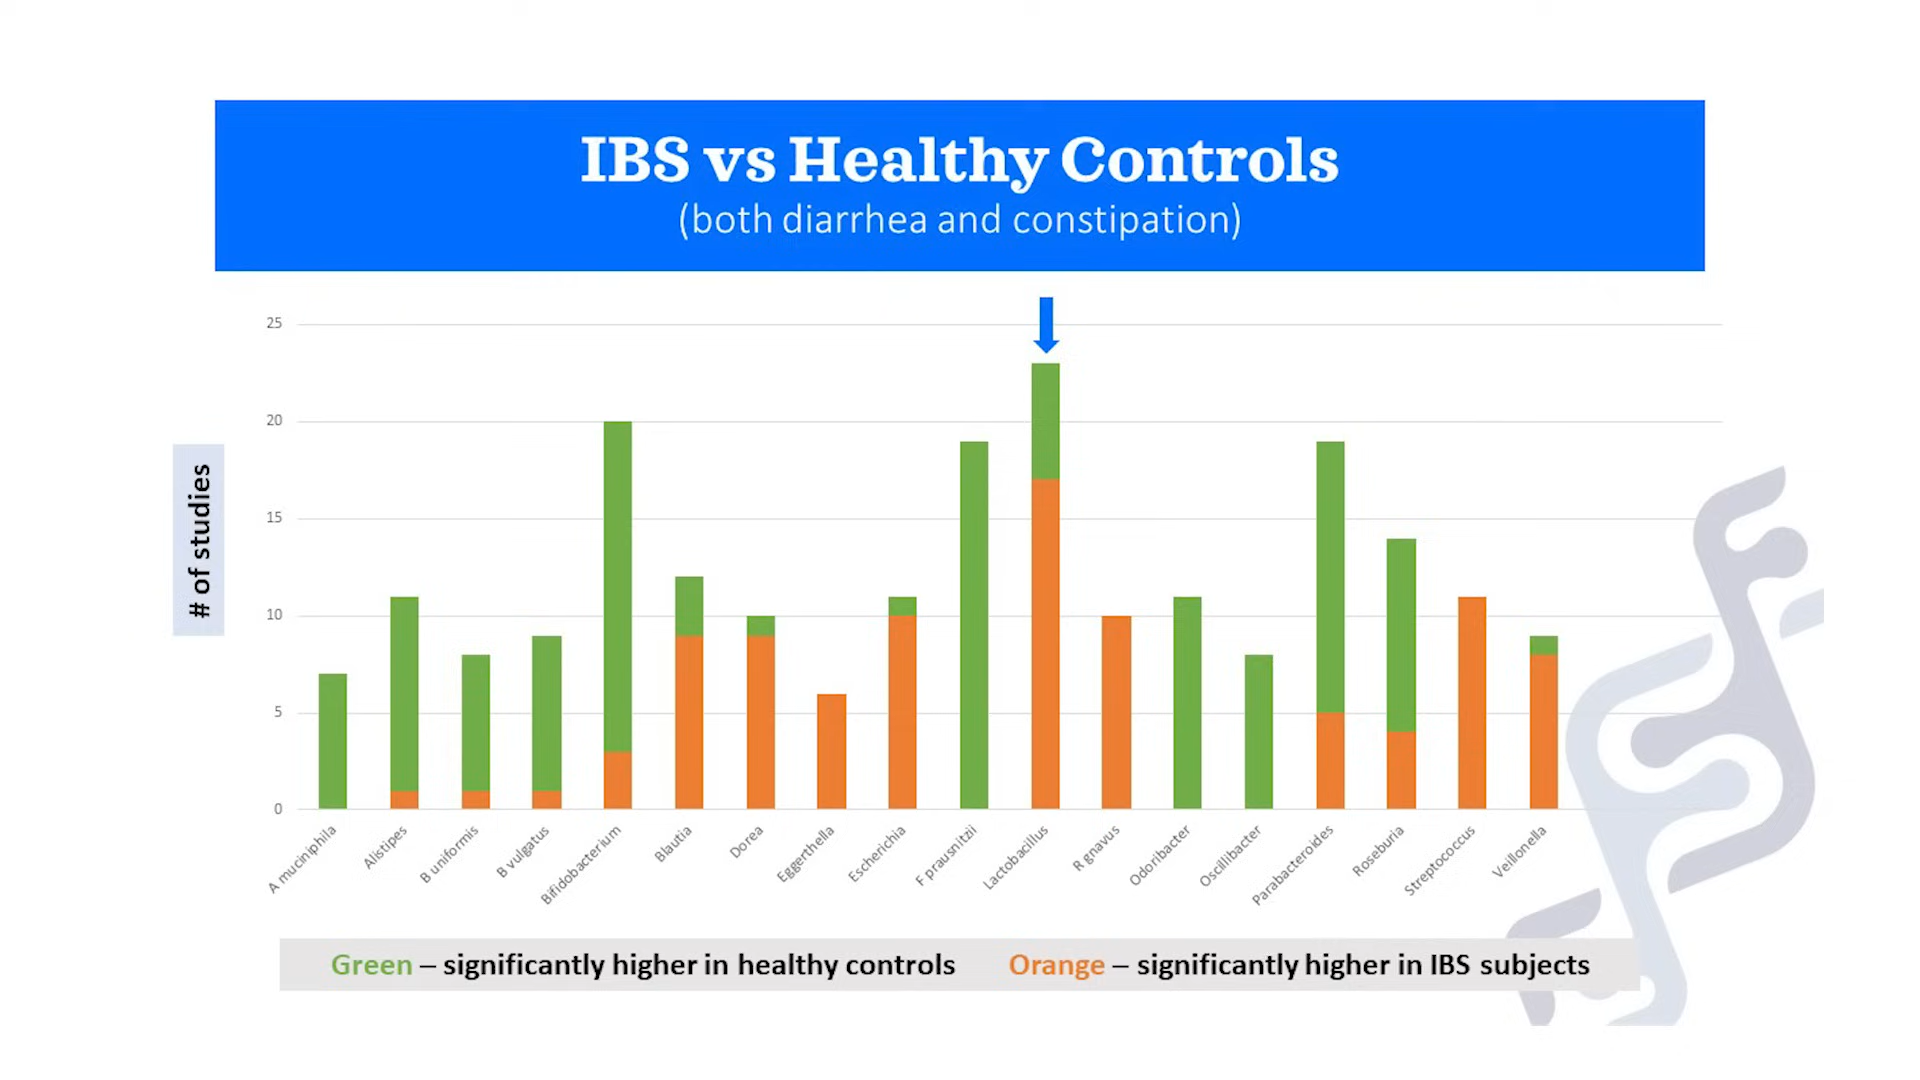 IBS vs Healthy Controls
(both diarrhea and constipation)
25
20
15
10
5
0
# of studies
A muciniphila
Alistipes
B uniformis
B vulgatus
Bifidobacterium
Blautia
Dorea
Eggerthella
Escherichia
F prausnitzii
Lactobacillus
R gnavus
Odoribacter
Oscillibacter
Parabacteroides
Roseburia
Streptococcus
Veillonella
Green – significantly higher in healthy controls Orange – significantly higher in IBS subjects